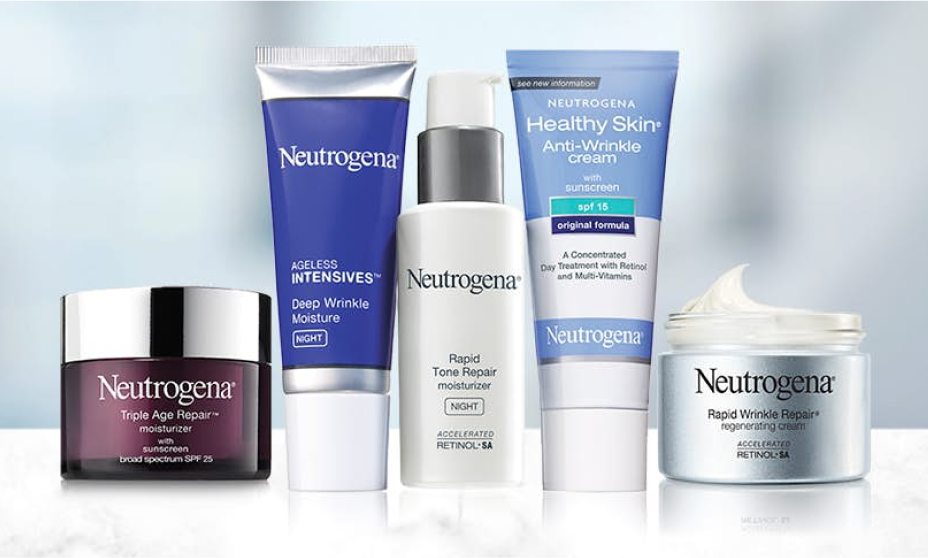 Neutrogena®
Triple Age Repair™
moisturizer
with
sunscreen
broad spectrum SPF 25
Neutrogena®
AGELESS
INTENSIVES™
Deep Wrinkle
Moisture
NIGHT
Neutrogena®
Rapid
Tone Repair
moisturizer
NIGHT
ACCELERATED
RETINOL•SA
see new information
NEUTROGENA
Healthy Skin®
Anti-Wrinkle
cream
with
sunscreen
spf 15
original formula
A Concentrated
Day Treatment with Retinol
and Multi-Vitamins
Neutrogena®
Neutrogena®
Rapid Wrinkle Repair®
regenerating cream
ACCELERATED
RETINOL•SA